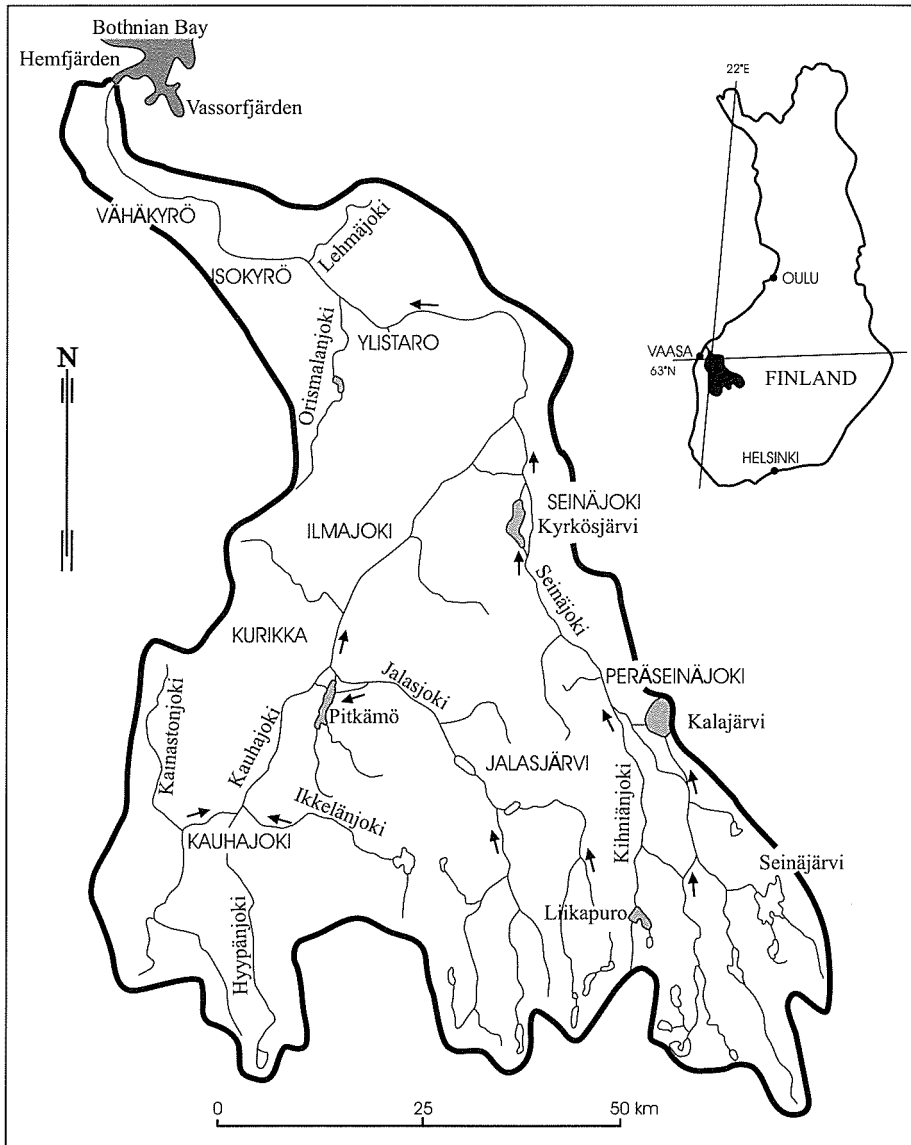 Bothnian Bay
Hemfjärden
Vassorfjärden
22°E
VÄHÄKYRÖ
Lehmäjoki
ISOKYRÖ
OULU
Orismalanjoki
YLISTARO
N
VAASA
63°N
FINLAND
HELSINKI
SEINÄJOKI
Kyrkösjärvi
ILMAJOKI
Seinäjoki
KURIKKA
PERÄSEINÄJOKI
Jalasjoki
Kalajärvi
Pitkämö
Kainastonjoki
Kauhajoki
JALASJÄRVI
Ikkelänjoki
Kihniänjoki
KAUHAJOKI
Seinäjärvi
Liikapuro
Hyypänjoki
0 25 50 km